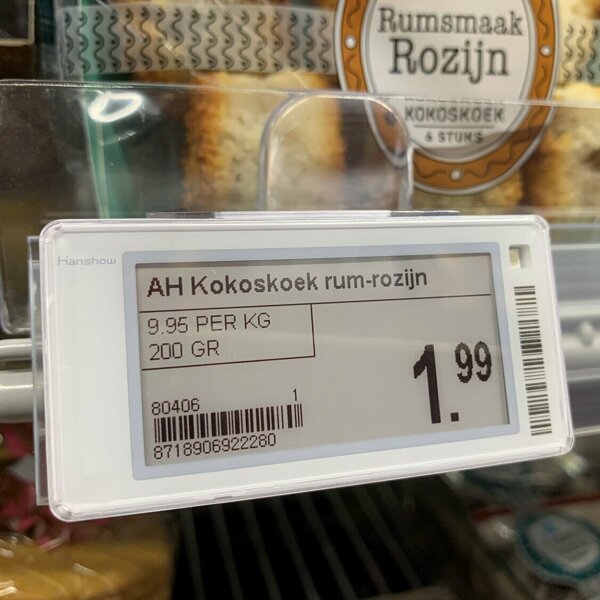 Rumsmaak
Rozijn
KOKOSKOEK
6 STUKS
Hanshow
AH Kokoskoek rum-rozijn
9.95 PER KG
200 GR
1.99
80406 1
8718906922280